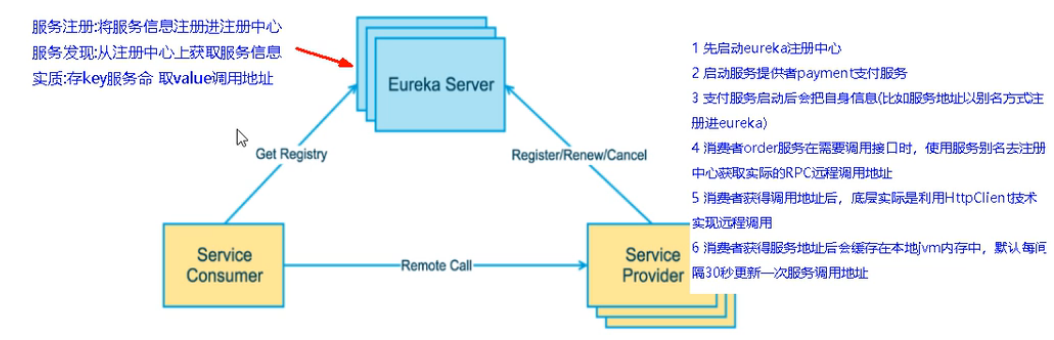 服务注册:将服务信息注册进注册中心
服务发现:从注册中心上获取服务信息
实质:存key服务命 取value调用地址
Eureka Server
Get Registry
Register/Renew/Cancel
Service
Consumer
Remote Call
Service
Provider
1 先启动eureka注册中心
2 启动服务提供者payment支付服务
3 支付服务启动后会把自身信息(比如服务地址以别名方式注
册进eureka)
4 消费者order服务在需要调用接口时，使用服务别名去注册
中心获取实际的RPC远程调用地址
5 消费者获得调用地址后，底层实际是利用HttpClient技术
实现远程调用
6 消费者获得服务地址后会缓存在本地jvm内存中，默认每间
隔30秒更新一次服务调用地址